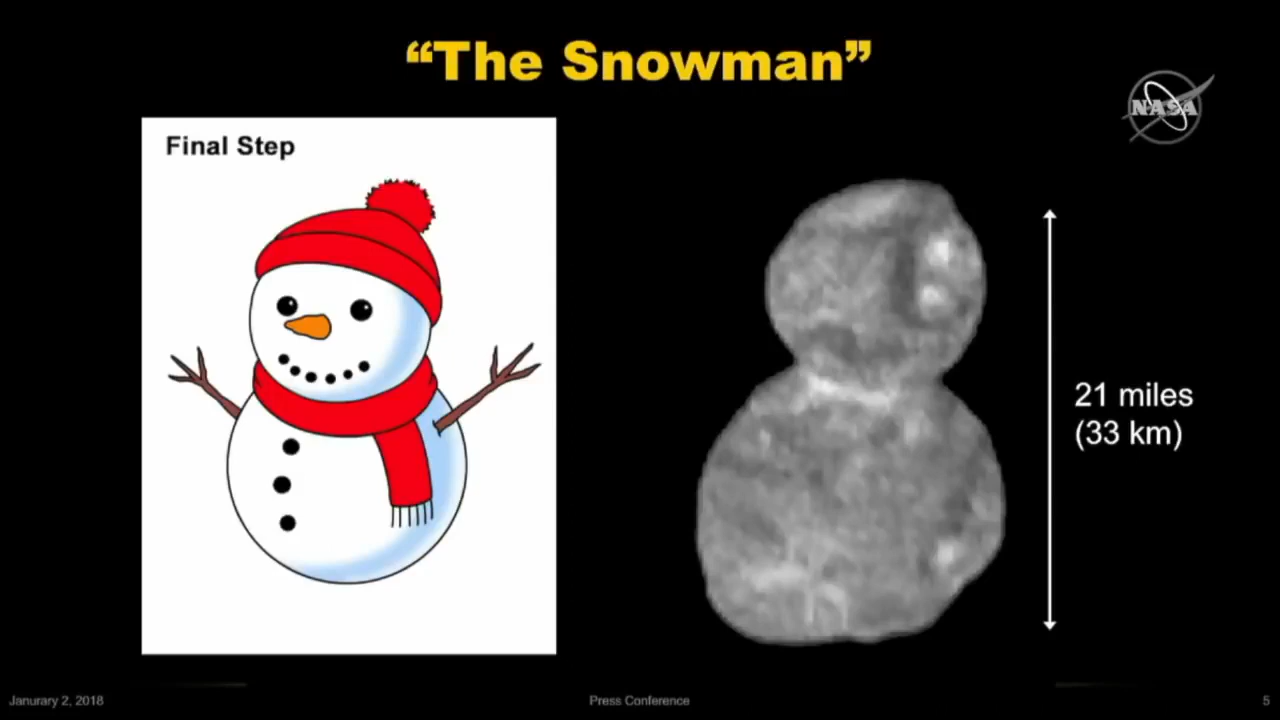 “The Snowman”
NASA
Final Step
21 miles
(33 km)
Janurary 2, 2018
Press Conference
5